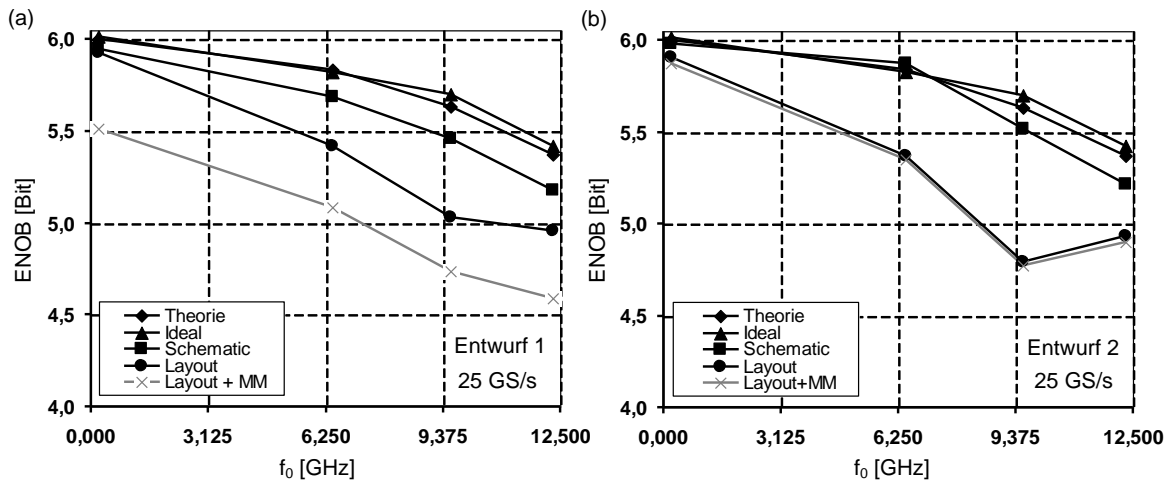 (a)
6,0
5,5
5,0
4,5
4,0
ENOB [Bit]
Theorie
Ideal
Schematic
Layout
Layout + MM
Entwurf 1
25 GS/s
0,000 3,125 6,250 9,375 12,500
f₀ [GHz]
(b)
6,0
5,5
5,0
4,5
4,0
ENOB [Bit]
Theorie
Ideal
Schematic
Layout
Layout+MM
Entwurf 2
25 GS/s
0,000 3,125 6,250 9,375 12,500
f₀ [GHz]